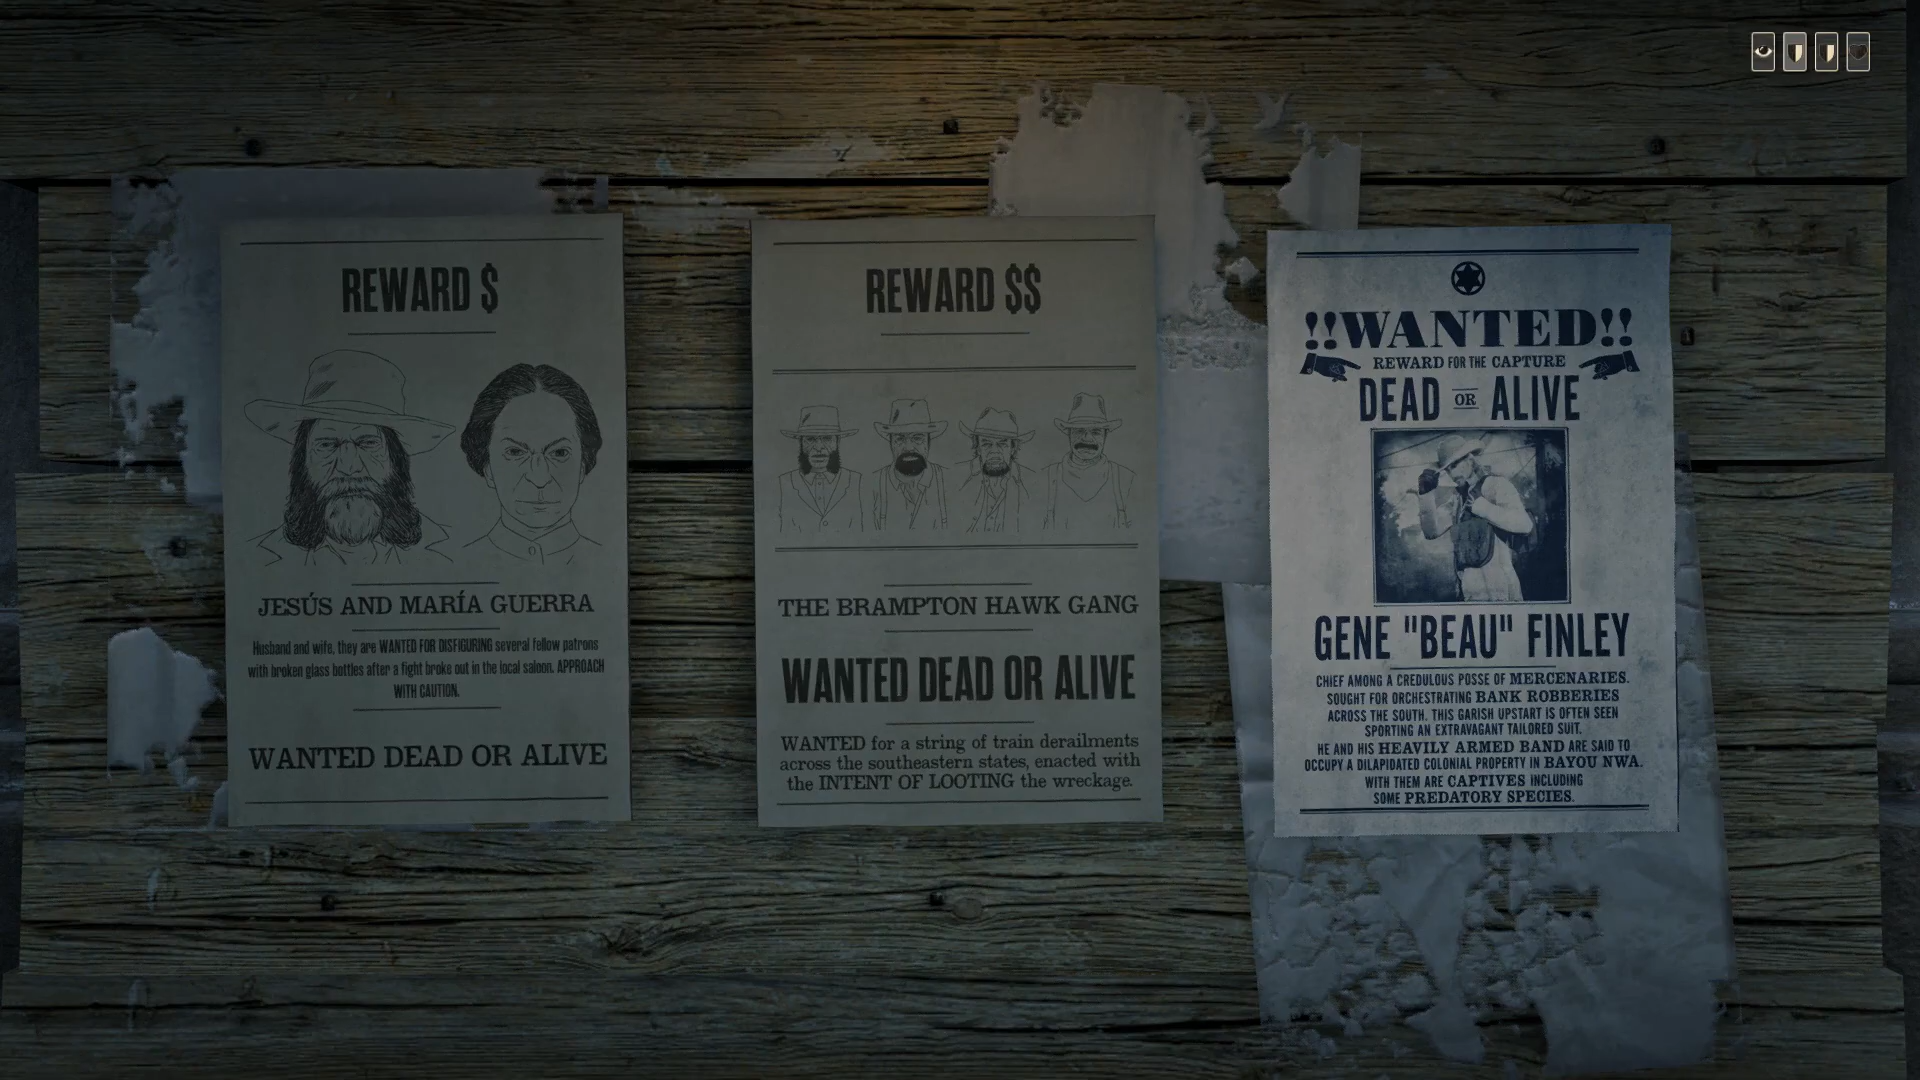 REWARD $
JESÚS AND MARÍA GUERRA
Husband and wife, they are WANTED FOR DISFIGURING several fellow patrons
with broken glass bottles after a fight broke out in the local saloon. APPROACH
WITH CAUTION.
WANTED DEAD OR ALIVE
REWARD $$
THE BRAMPTON HAWK GANG
WANTED DEAD OR ALIVE
WANTED for a string of train derailments
across the southeastern states, enacted with
the INTENT OF LOOTING the wreckage.
!!WANTED!!
REWARD FOR THE CAPTURE
DEAD OR ALIVE
GENE "BEAU" FINLEY
CHIEF AMONG A CREDULOUS POSSE OF MERCENARIES.
SOUGHT FOR ORCHESTRATING BANK ROBBERIES
ACROSS THE SOUTH. THIS GARISH UPSTART IS OFTEN SEEN
SPORTING AN EXTRAVAGANT TAILORED SUIT.
HE AND HIS HEAVILY ARMED BAND ARE SAID TO
OCCUPY A DILAPIDATED COLONIAL PROPERTY IN BAYOU NWA.
WITH THEM ARE CAPTIVES INCLUDING
SOME PREDATORY SPECIES.